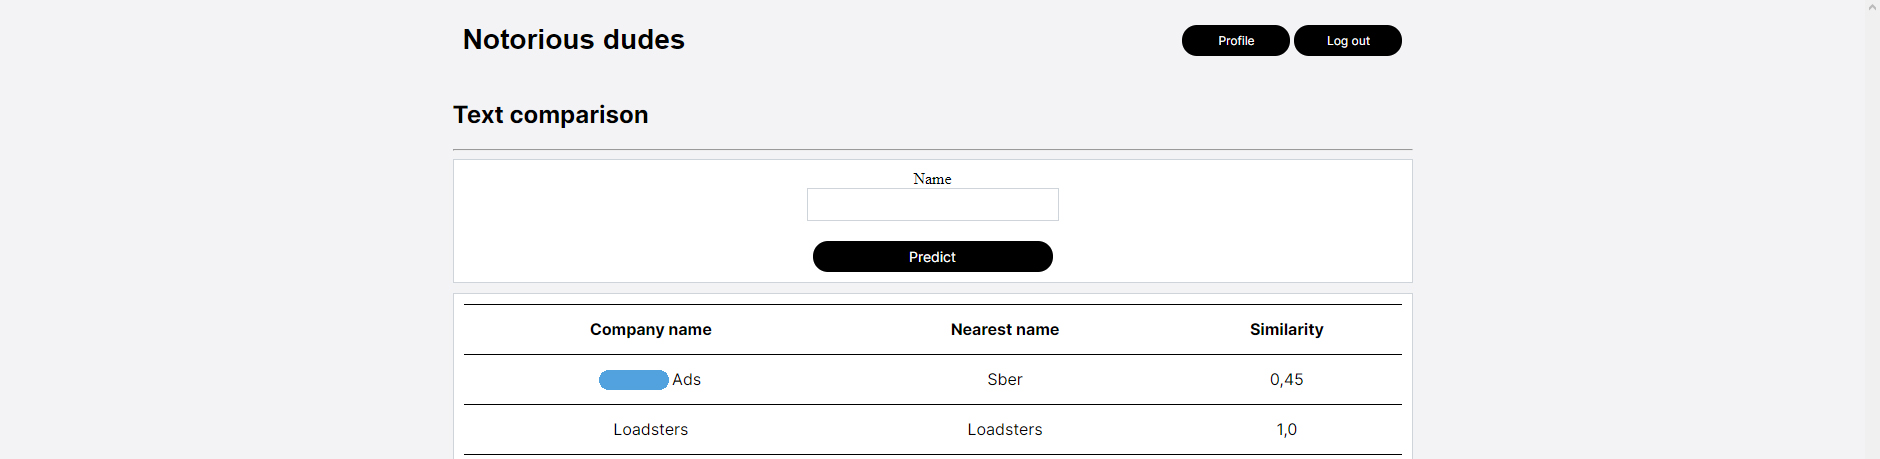 Notorious dudes
Profile
Log out
Text comparison
Name
Predict
Company name Nearest name Similarity
Ads Sber 0,45
Loadsters Loadsters 1,0